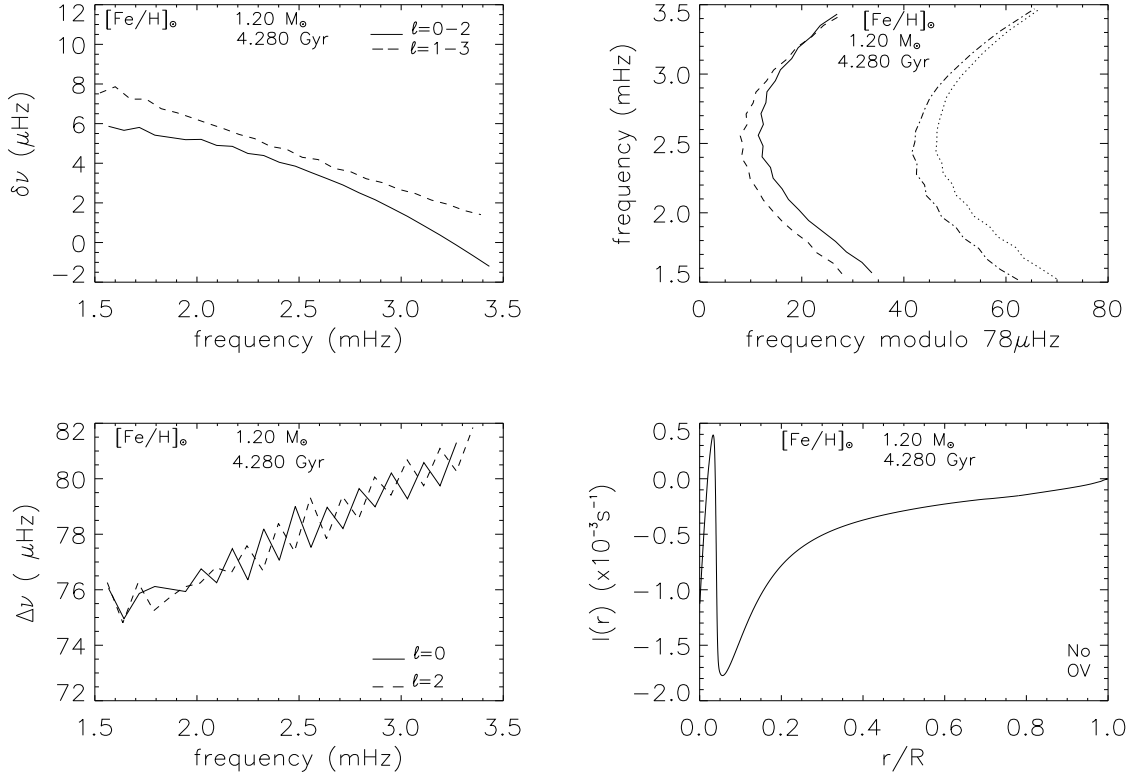 [Fe/H]⊙ 1.20 M⊙
4.280 Gyr
ℓ=0-2
ℓ=1-3
12
10
8
6
4
2
0
-2
δν (μHz)
1.5 2.0 2.5 3.0 3.5
frequency (mHz)
[Fe/H]⊙
1.20 M⊙
4.280 Gyr
3.5
3.0
2.5
2.0
1.5
frequency (mHz)
0 20 40 60 80
frequency modulo 78μHz
[Fe/H]⊙ 1.20 M⊙
4.280 Gyr
82
80
78
76
74
72
Δν ( μHz)
ℓ=0
ℓ=2
1.5 2.0 2.5 3.0 3.5
frequency (mHz)
[Fe/H]⊙ 1.20 M⊙
4.280 Gyr
0.5
0.0
-0.5
-1.0
-1.5
-2.0
I(r) (x10⁻³s⁻¹)
No
OV
0.0 0.2 0.4 0.6 0.8 1.0
r/R